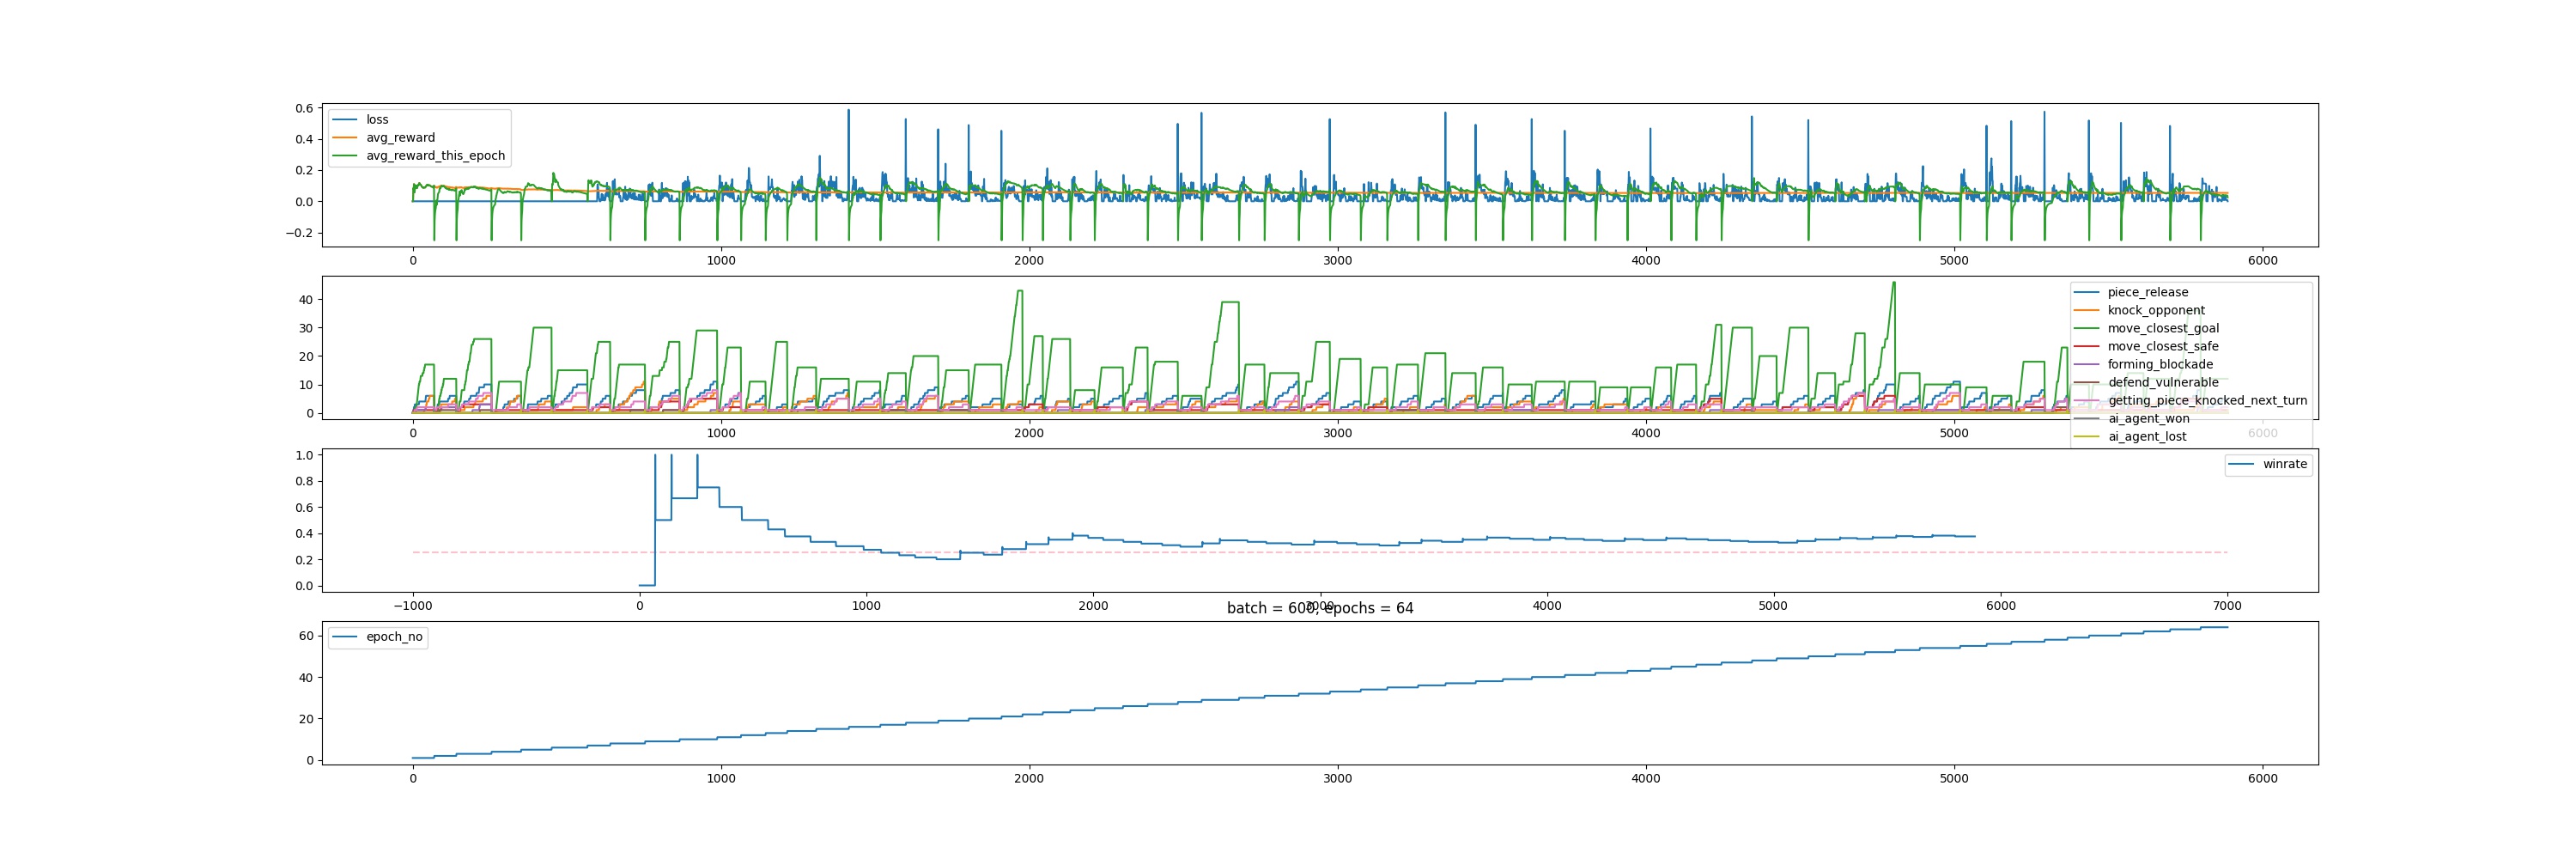 0.6
0.4
0.2
0.0
−0.2
loss
avg_reward
avg_reward_this_epoch
0 1000 2000 3000 4000 5000 6000
40
30
20
10
0
piece_release
knock_opponent
move_closest_goal
move_closest_safe
forming_blockade
defend_vulnerable
getting_piece_knocked_next_turn
ai_agent_won
ai_agent_lost
0 1000 2000 3000 4000 5000 6000
1.0
0.8
0.6
0.4
0.2
0.0
winrate
−1000 0 1000 2000 3000 4000 5000 6000 7000
batch = 600, epochs = 64
60
40
20
0
epoch_no
0 1000 2000 3000 4000 5000 6000